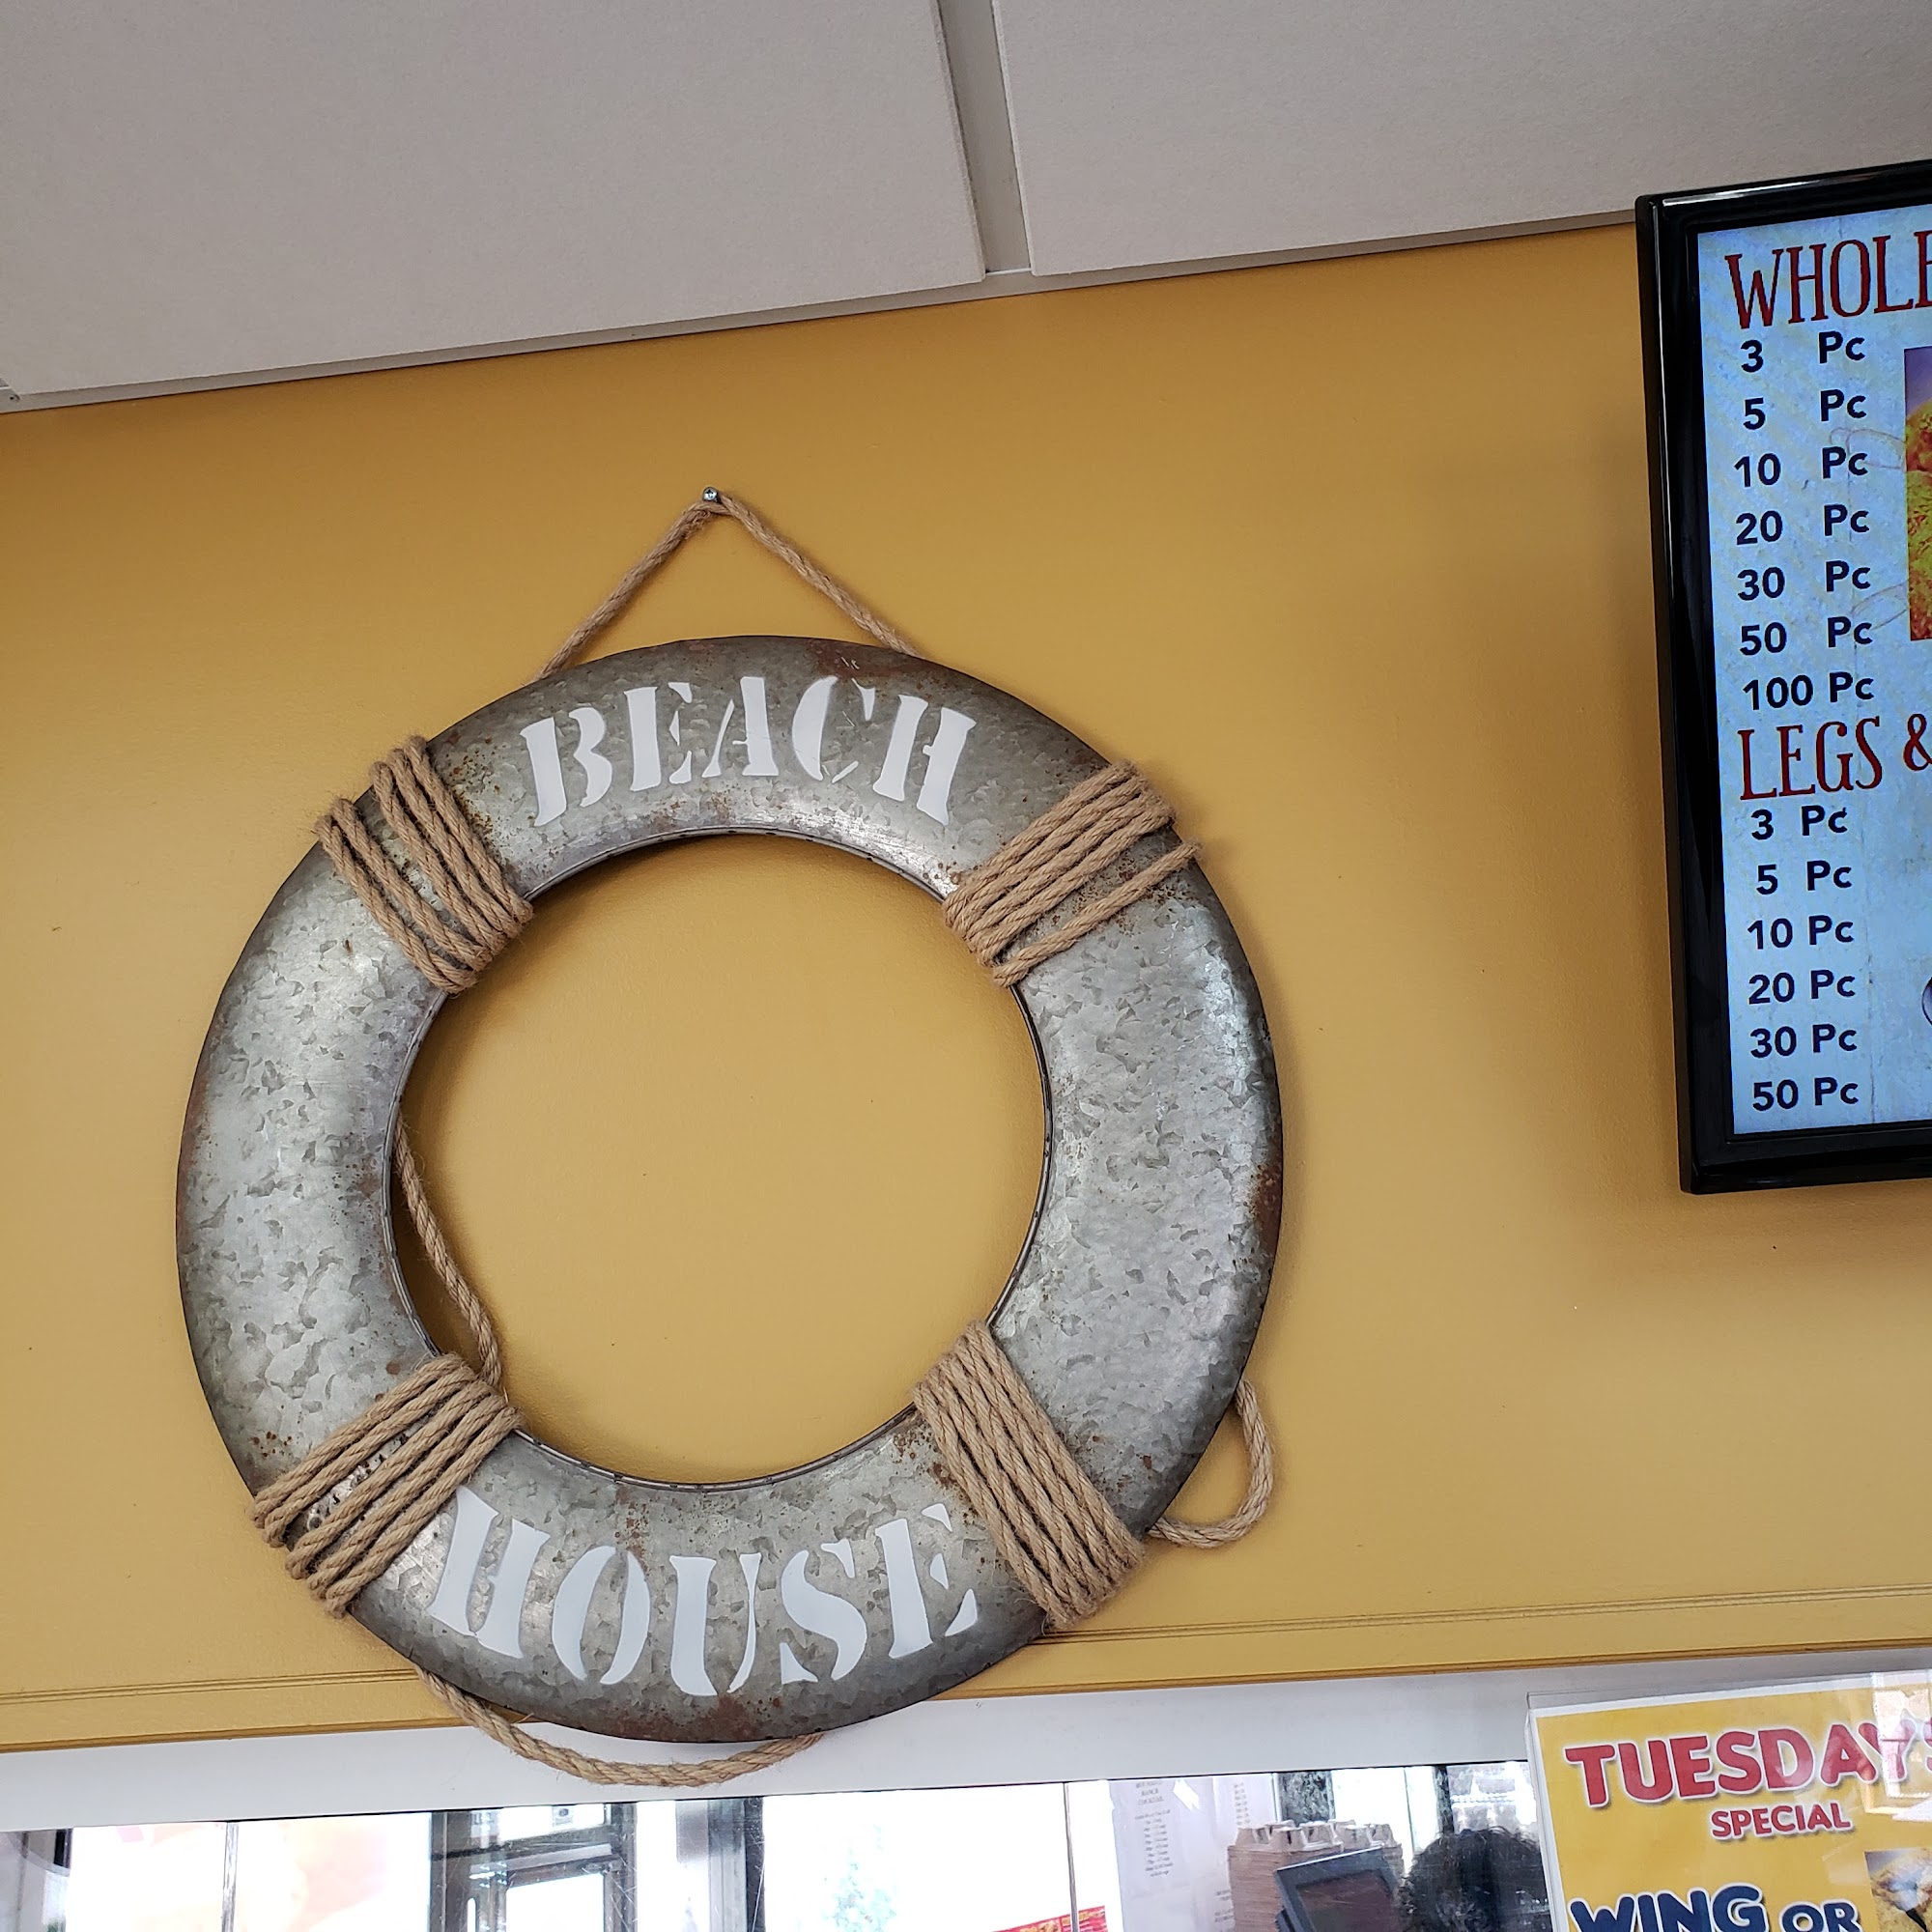 BEACH
HOUSE
WHOLE
3 Pc
5 Pc
10 Pc
20 Pc
30 Pc
50 Pc
100 Pc
LEGS &
3 Pc
5 Pc
10 Pc
20 Pc
30 Pc
50 Pc
TUESDAY'S
SPECIAL
WING OR